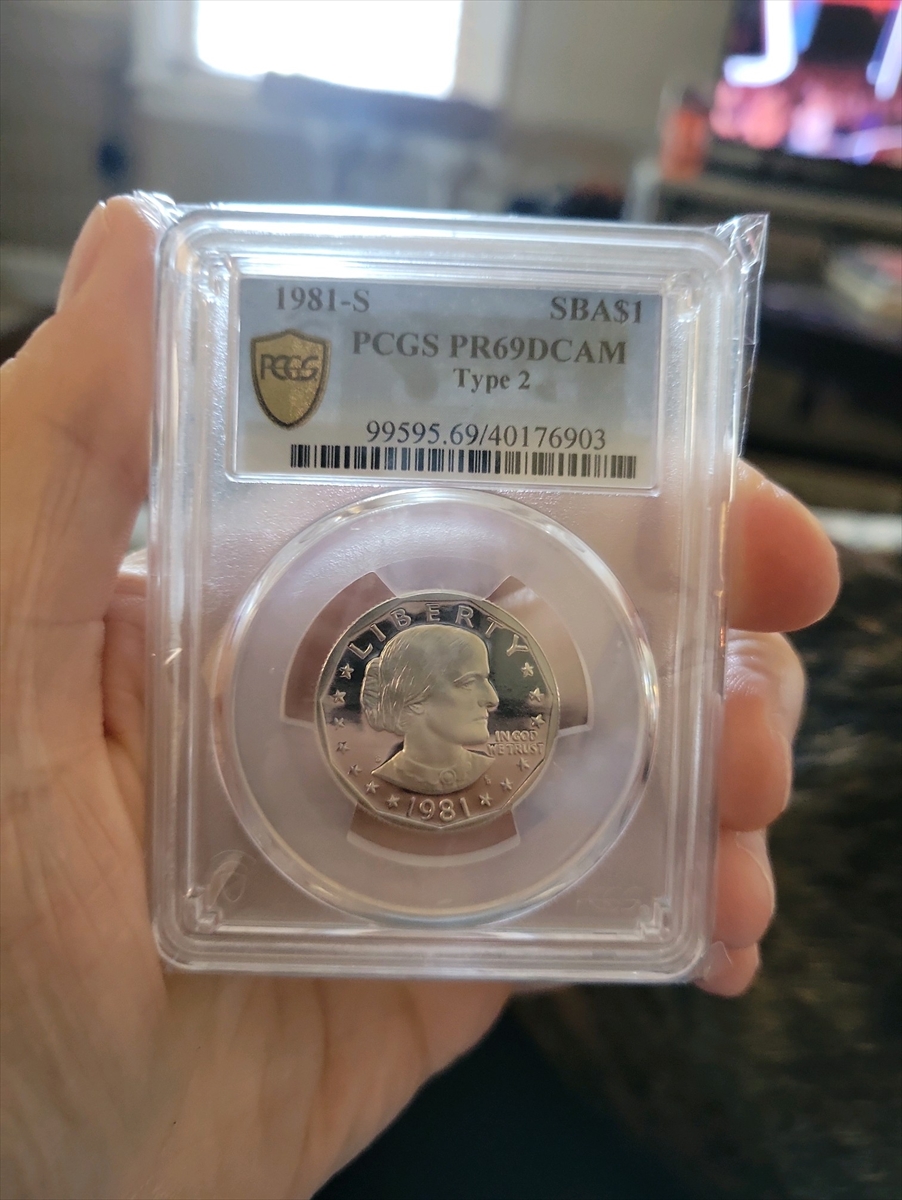 1981-S SBA$1
PCGS PR69DCAM
PCGS
Type 2
99595.69/40176903
LIBERTY
IN GOD
WE TRUST
S
1981